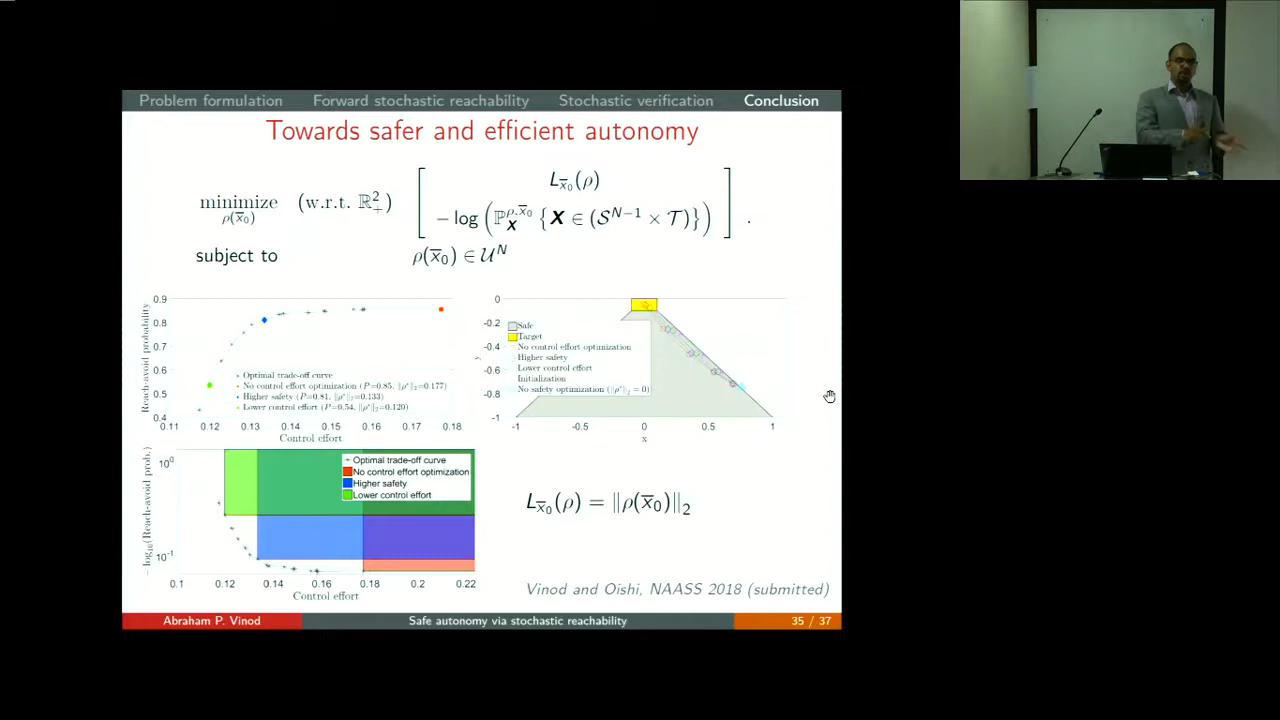 Problem formulation Forward stochastic reachability Stochastic verification Conclusion
Towards safer and efficient autonomy
minimize (w.r.t. ℝ²₊) [ L_x̄₀(ρ)
ρ(x̄₀) − log (ℙ_X^{ρ,x̄₀} {X ∈ (𝒮^{N−1} × 𝒯)}) ] .
subject to ρ(x̄₀) ∈ 𝒰^N
Reach-avoid probability
0.9
0.8
0.7
0.6
0.5
0.4
Optimal trade-off curve
No control effort optimization (P=0.85, ‖ρ*‖₂=0.177)
Higher safety (P=0.81, ‖ρ*‖₂=0.133)
Lower control effort (P=0.54, ‖ρ*‖₂=0.120)
0.11 0.12 0.13 0.14 0.15 0.16 0.17 0.18
Control effort
0
-0.2
-0.4
-0.6
-0.8
-1
y
Safe
Target
No control effort optimization
Higher safety
Lower control effort
Initialization
No safety optimization (‖ρ*‖₂ = 0)
-1 -0.5 0 0.5 1
x
− log₁₀(Reach-avoid prob.)
10⁰
10⁻¹
Optimal trade-off curve
No control effort optimization
Higher safety
Lower control effort
0.1 0.12 0.14 0.16 0.18 0.2 0.22
Control effort
L_x̄₀(ρ) = ‖ρ(x̄₀)‖₂
Vinod and Oishi, NAASS 2018 (submitted)
Abraham P. Vinod Safe autonomy via stochastic reachability 35 / 37